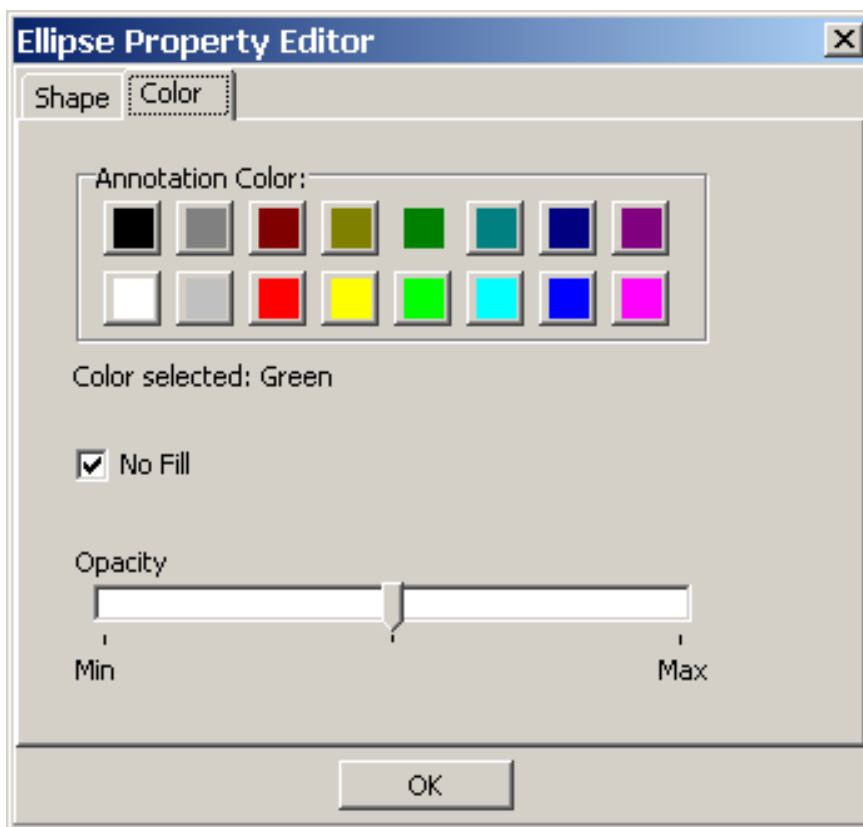 Ellipse Property Editor
Shape Color
Annotation Color:
Color selected: Green
No Fill
Opacity
Min Max
OK